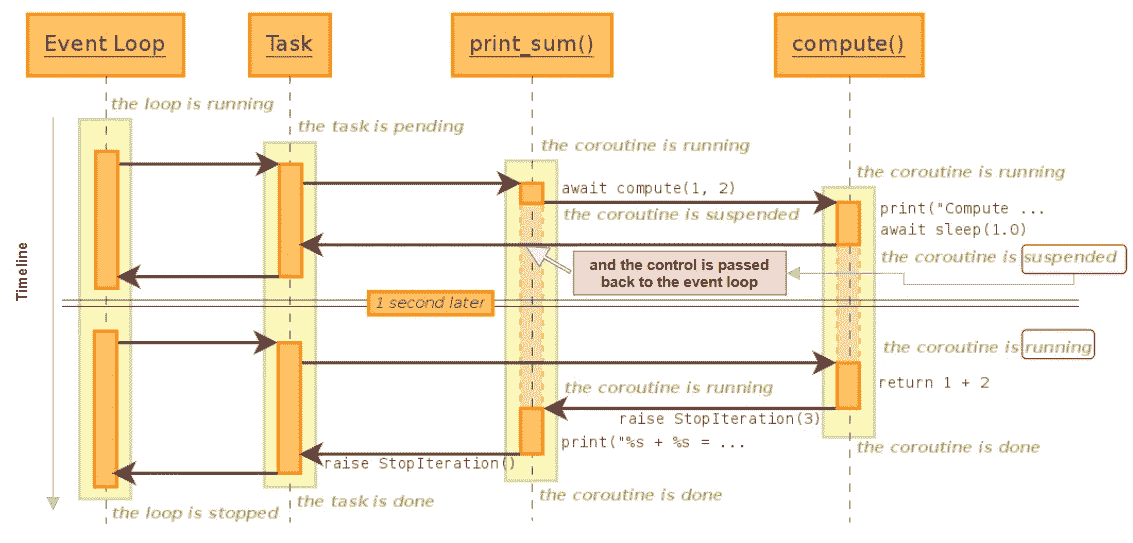 Event Loop
Task
print_sum()
compute()
the loop is running
the task is pending
the coroutine is running
the coroutine is running
await compute(1, 2)
the coroutine is suspended
print("Compute ...
await sleep(1.0)
the coroutine is suspended
and the control is passed
back to the event loop
Timeline
1 second later
the coroutine is running
return 1 + 2
the coroutine is running
raise StopIteration(3)
print("%s + %s = ...
raise StopIteration()
the coroutine is done
the task is done
the coroutine is done
the loop is stopped